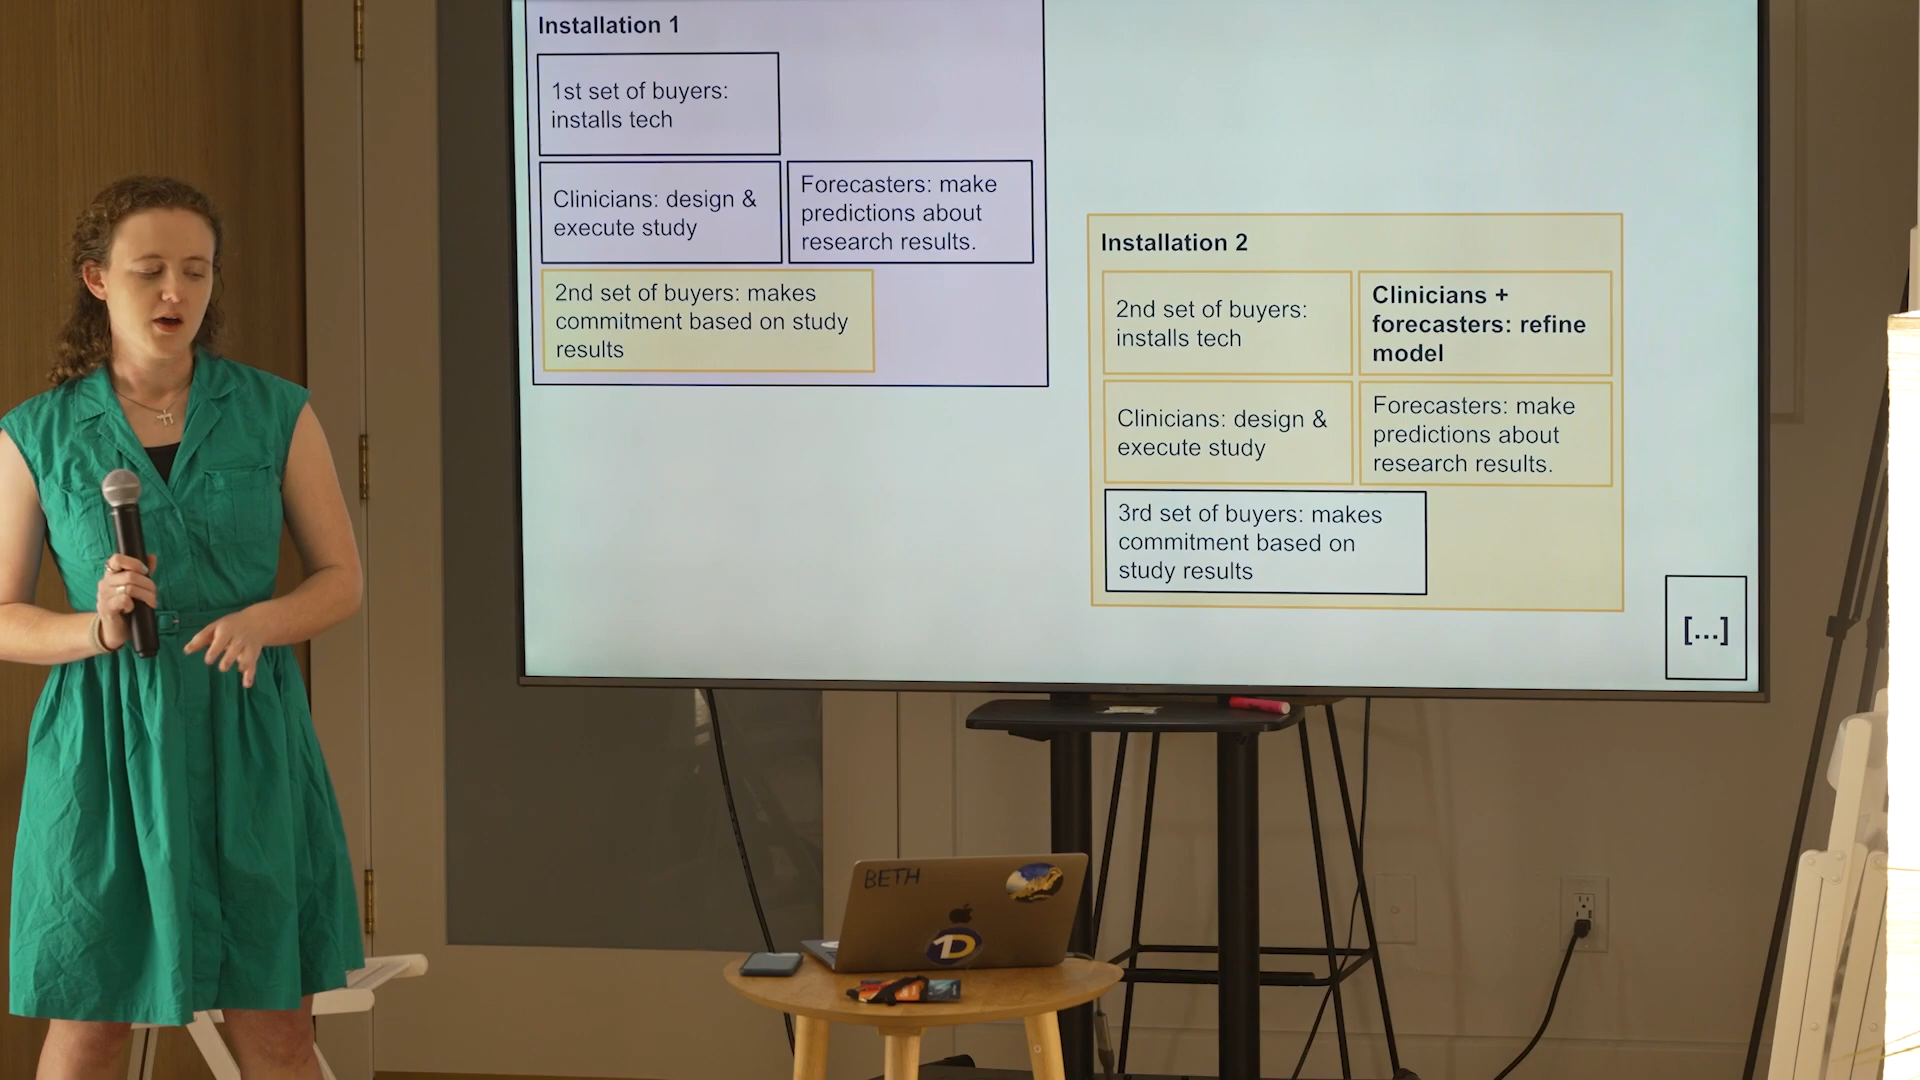 Installation 1
1st set of buyers:
installs tech
Clinicians: design &
execute study
Forecasters: make
predictions about
research results.
2nd set of buyers: makes
commitment based on study
results
Installation 2
2nd set of buyers:
installs tech
Clinicians +
forecasters: refine
model
Clinicians: design &
execute study
Forecasters: make
predictions about
research results.
3rd set of buyers: makes
commitment based on
study results
[...]
BETH